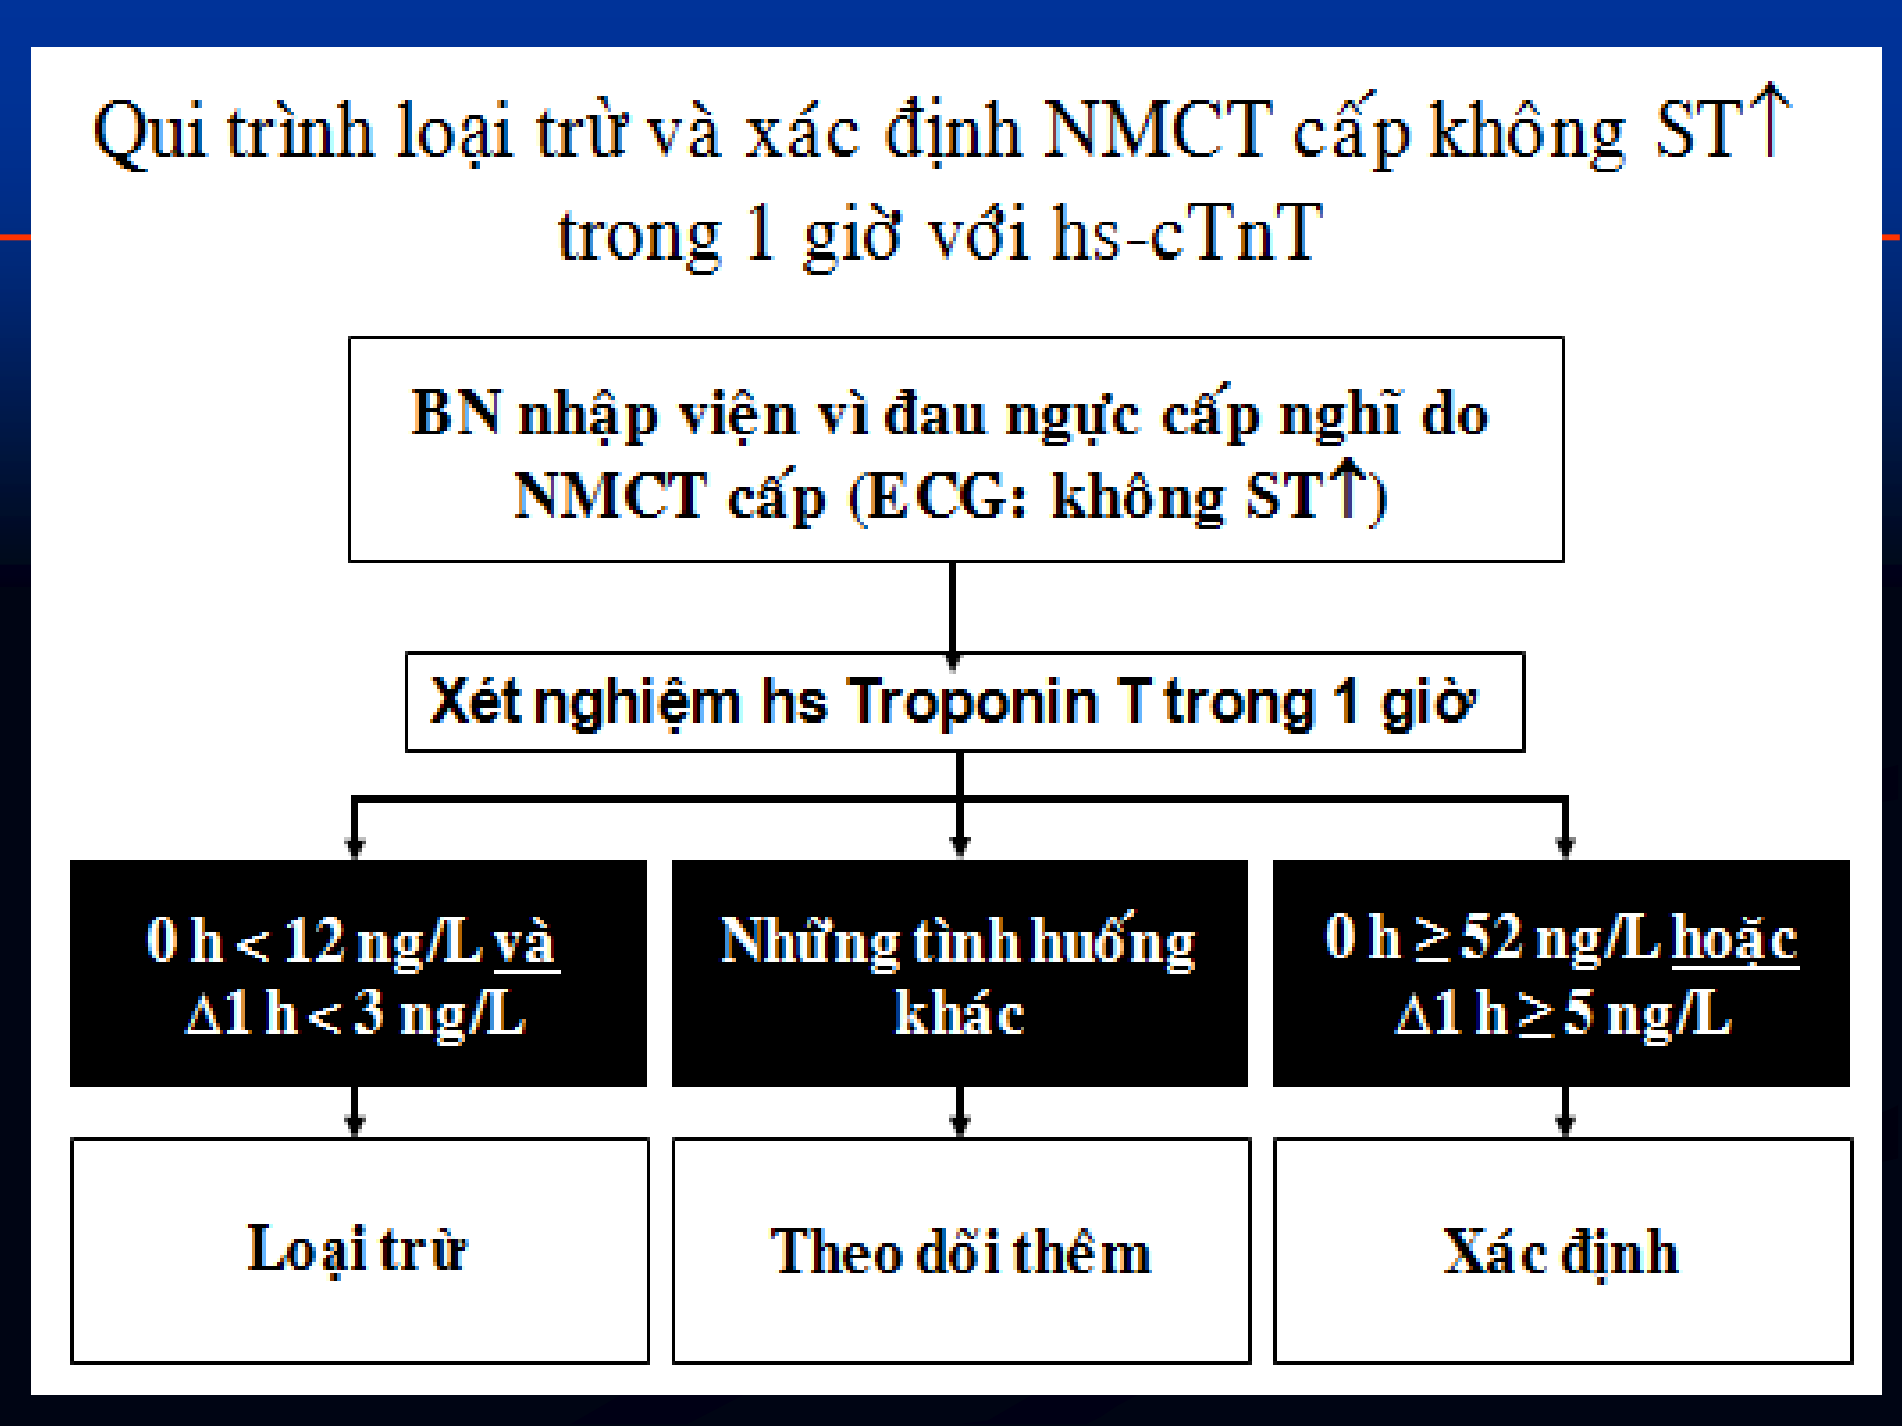 Qui trình loại trừ và xác định NMCT cấp không ST↑
trong 1 giờ với hs-cTnT
BN nhập viện vì đau ngực cấp nghĩ do
NMCT cấp (ECG: không ST↑)
Xét nghiệm hs Troponin T trong 1 giờ
0 h < 12 ng/L và
Δ1 h < 3 ng/L
Những tình huống
khác
0 h ≥ 52 ng/L hoặc
Δ1 h ≥ 5 ng/L
Loại trừ
Theo dõi thêm
Xác định